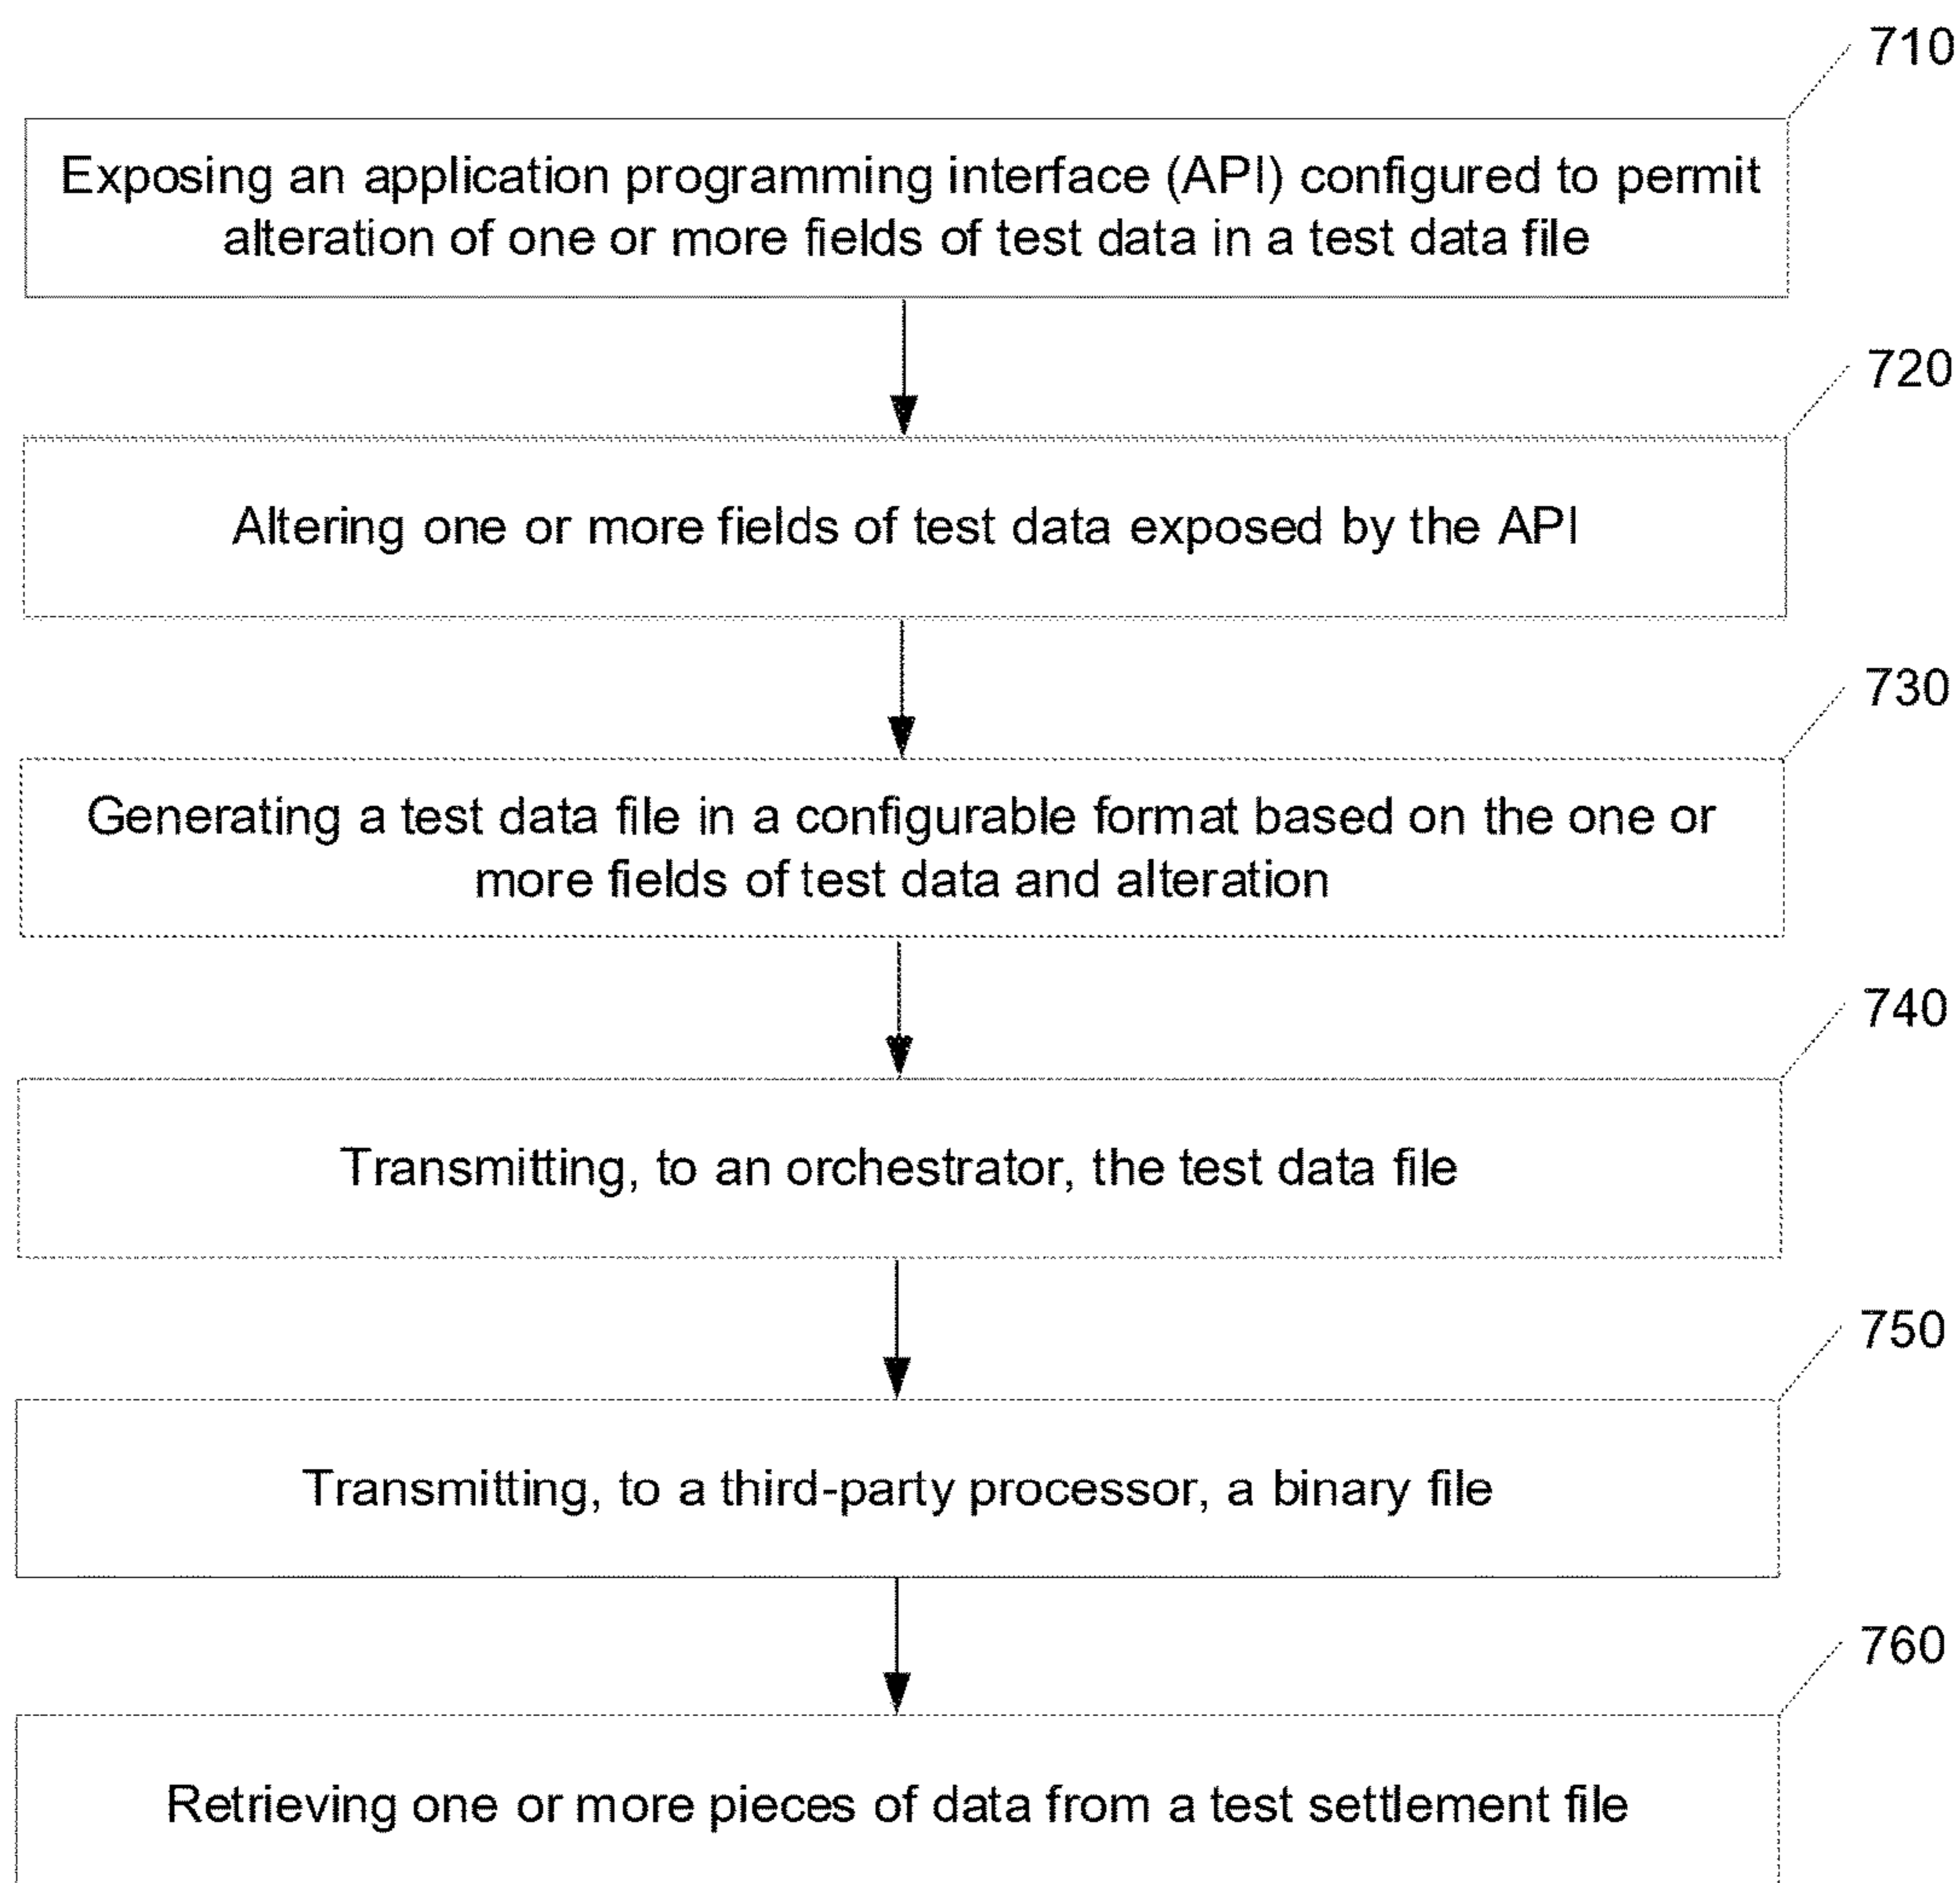 710
Exposing an application programming interface (API) configured to permit
alteration of one or more fields of test data in a test data file
720
Altering one or more fields of test data exposed by the API
730
Generating a test data file in a configurable format based on the one or
more fields of test data and alteration
740
Transmitting, to an orchestrator, the test data file
750
Transmitting, to a third-party processor, a binary file
760
Retrieving one or more pieces of data from a test settlement file